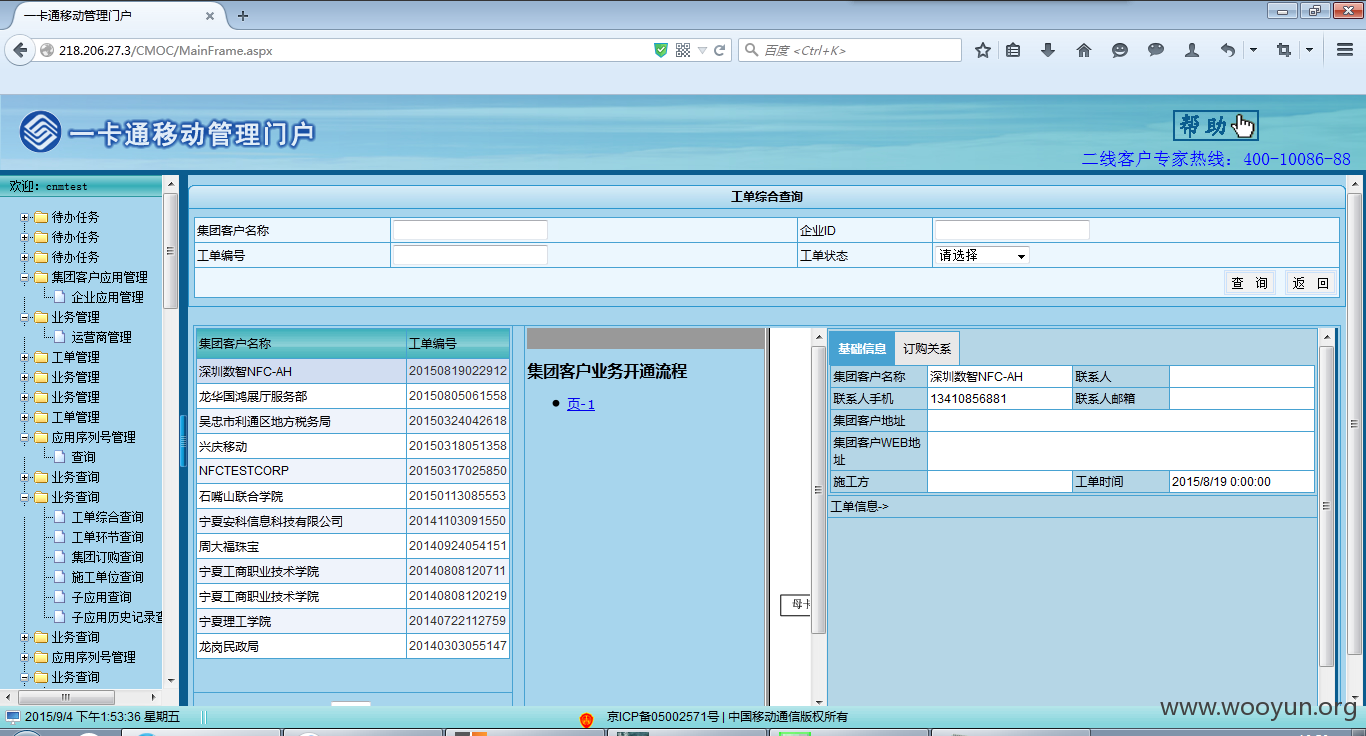 一卡通移动管理门户
218.206.27.3/CMOC/MainFrame.aspx
百度 <Ctrl+K>
一卡通移动管理门户
帮助
二线客户专家热线：400-10086-88
欢迎：cnmtest
待办任务
待办任务
待办任务
集团客户应用管理
企业应用管理
业务管理
运营商管理
工单管理
业务管理
业务管理
工单管理
应用序列号管理
查询
业务查询
业务查询
工单综合查询
工单环节查询
集团订购查询
施工单位查询
子应用查询
子应用历史记录查
业务查询
应用序列号管理
业务查询
工单综合查询
集团客户名称 企业ID
工单编号 工单状态 请选择
查 询 返 回
集团客户名称 工单编号
深圳数智NFC-AH 20150819022912
龙华国鸿展厅服务部 20150805061558
吴忠市利通区地方税务局 20150324042618
兴庆移动 20150318051358
NFCTESTCORP 20150317025850
石嘴山联合学院 20150113085553
宁夏安科信息科技有限公司 20141103091550
周大福珠宝 20140924054151
宁夏工商职业技术学院 20140808120711
宁夏工商职业技术学院 20140808120219
宁夏理工学院 20140722112759
龙岗民政局 20140303055147
集团客户业务开通流程
页-1
母卡
基础信息 订购关系
集团客户名称 深圳数智NFC-AH 联系人
联系人手机 13410856881 联系人邮箱
集团客户地址
集团客户WEB地址
施工方 工单时间 2015/8/19 0:00:00
工单信息->
2015/9/4 下午1:53:36 星期五
京ICP备05002571号 | 中国移动通信版权所有
www.wooyun.org